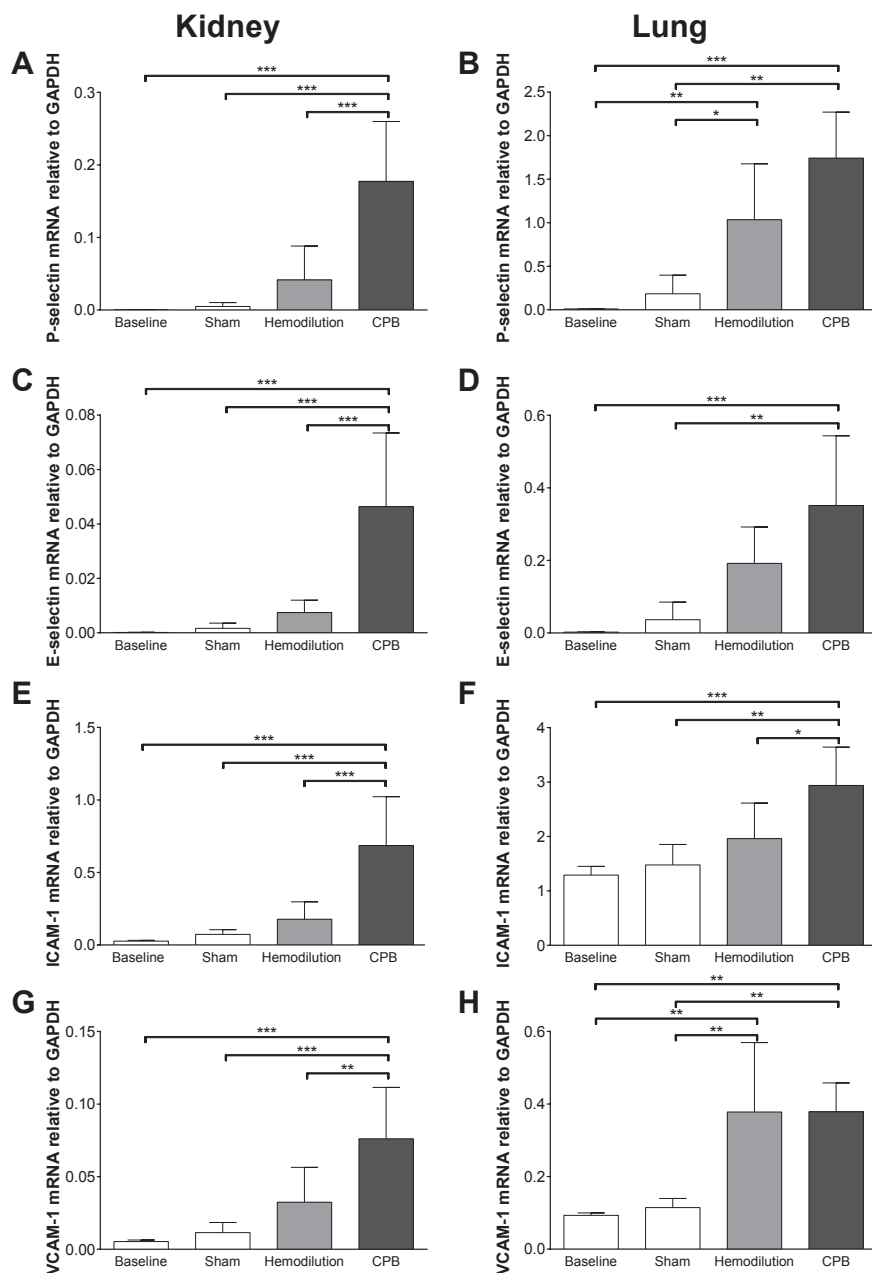 Kidney
Lung
A
P-selectin mRNA relative to GAPDH
***
***
***
0.3
0.2
0.1
0.0
Baseline Sham Hemodilution CPB
B
P-selectin mRNA relative to GAPDH
***
**
**
*
2.5
2.0
1.5
1.0
0.5
0.0
Baseline Sham Hemodilution CPB
C
E-selectin mRNA relative to GAPDH
***
***
***
0.08
0.06
0.04
0.02
0.00
Baseline Sham Hemodilution CPB
D
E-selectin mRNA relative to GAPDH
***
**
0.6
0.4
0.2
0.0
Baseline Sham Hemodilution CPB
E
ICAM-1 mRNA relative to GAPDH
***
***
***
1.5
1.0
0.5
0.0
Baseline Sham Hemodilution CPB
F
ICAM-1 mRNA relative to GAPDH
***
**
*
4
3
2
1
0
Baseline Sham Hemodilution CPB
G
VCAM-1 mRNA relative to GAPDH
***
***
**
0.15
0.10
0.05
0.00
Baseline Sham Hemodilution CPB
H
VCAM-1 mRNA relative to GAPDH
**
**
**
**
0.6
0.4
0.2
0.0
Baseline Sham Hemodilution CPB